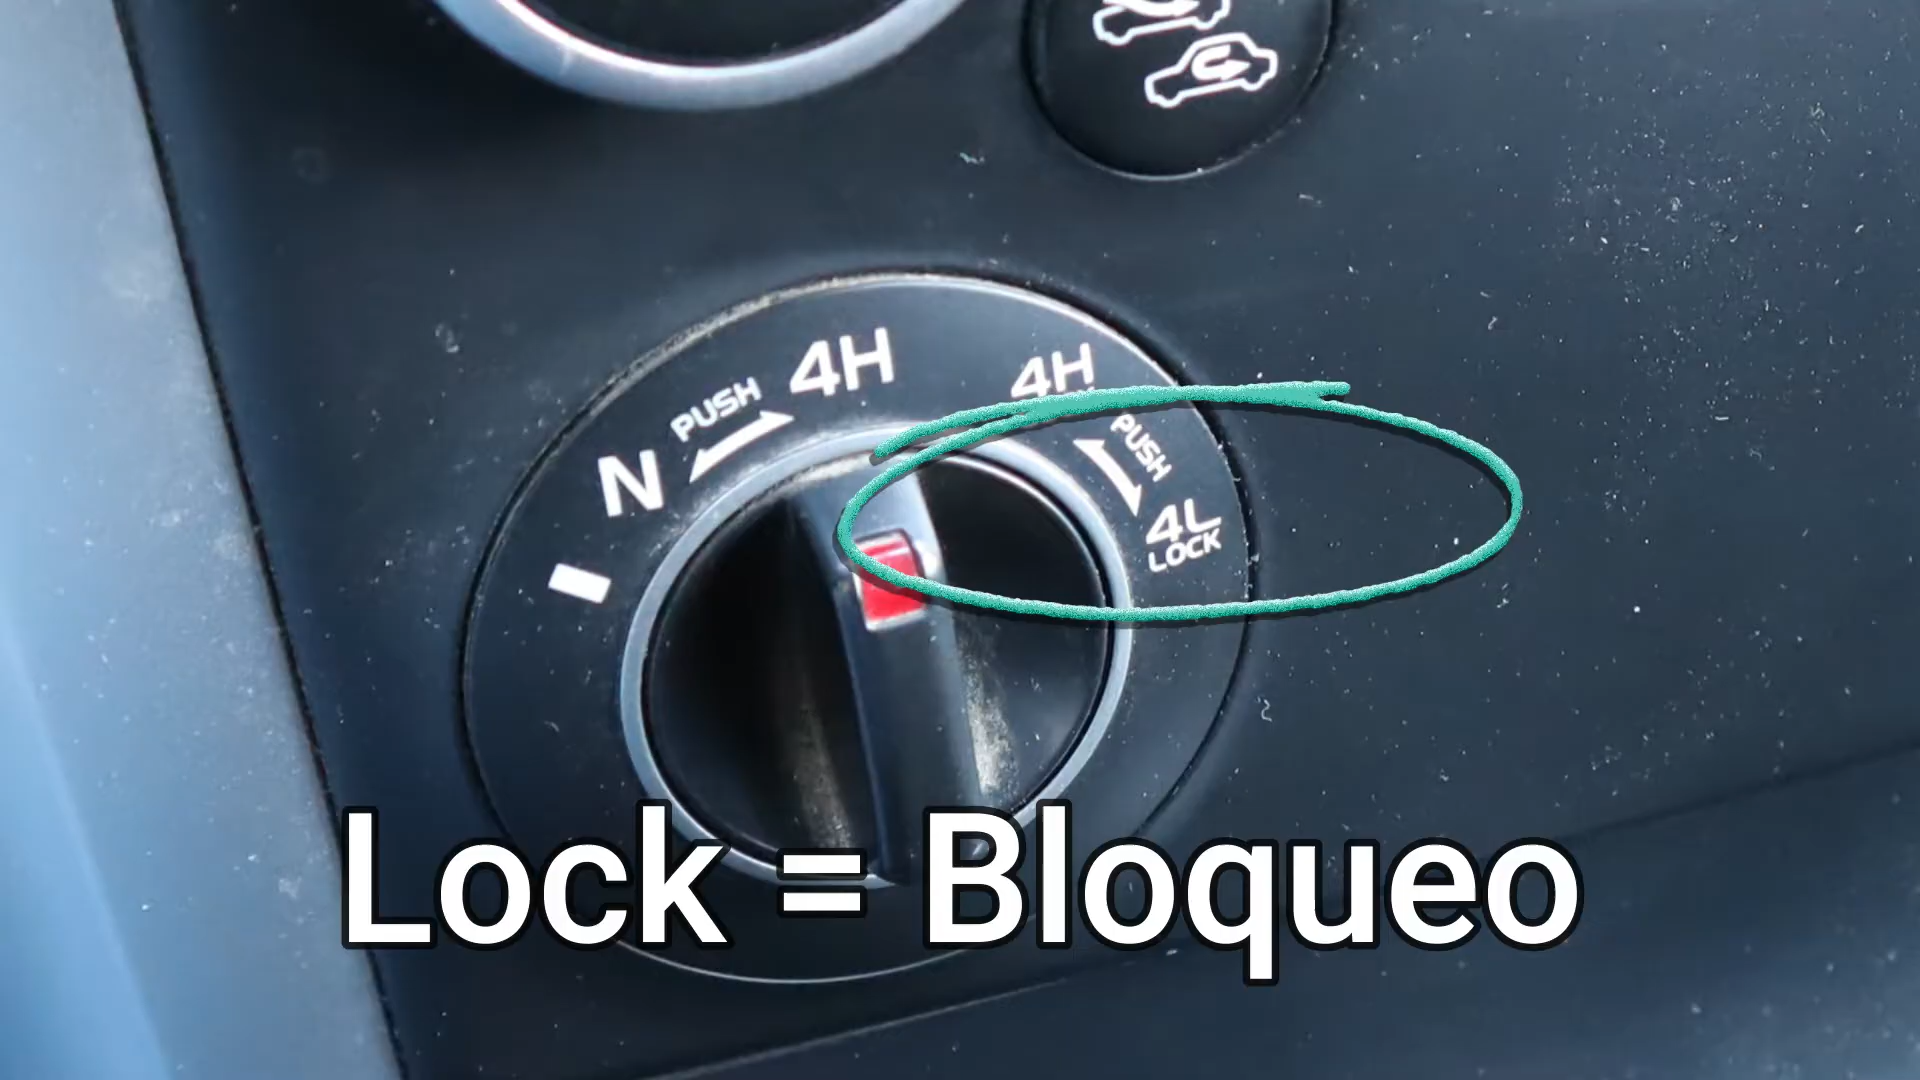 4H
4H
PUSH
PUSH
N
4L
LOCK
Lock = Bloqueo